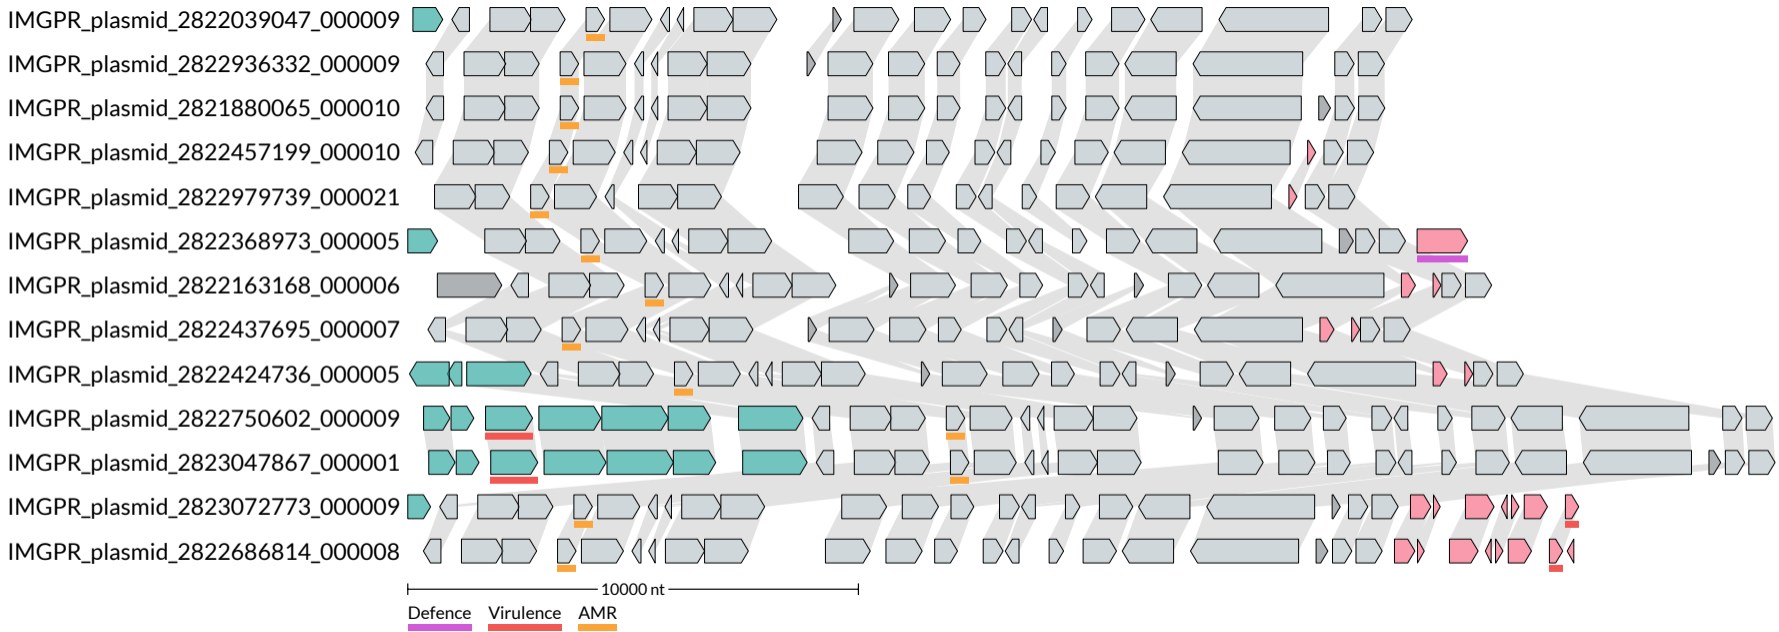 IMGPR_plasmid_2822039047_000009
IMGPR_plasmid_2822936332_000009
IMGPR_plasmid_2821880065_000010
IMGPR_plasmid_2822457199_000010
IMGPR_plasmid_2822979739_000021
IMGPR_plasmid_2822368973_000005
IMGPR_plasmid_2822163168_000006
IMGPR_plasmid_2822437695_000007
IMGPR_plasmid_2822424736_000005
IMGPR_plasmid_2822750602_000009
IMGPR_plasmid_2823047867_000001
IMGPR_plasmid_2823072773_000009
IMGPR_plasmid_2822686814_000008
10000 nt
Defence Virulence AMR